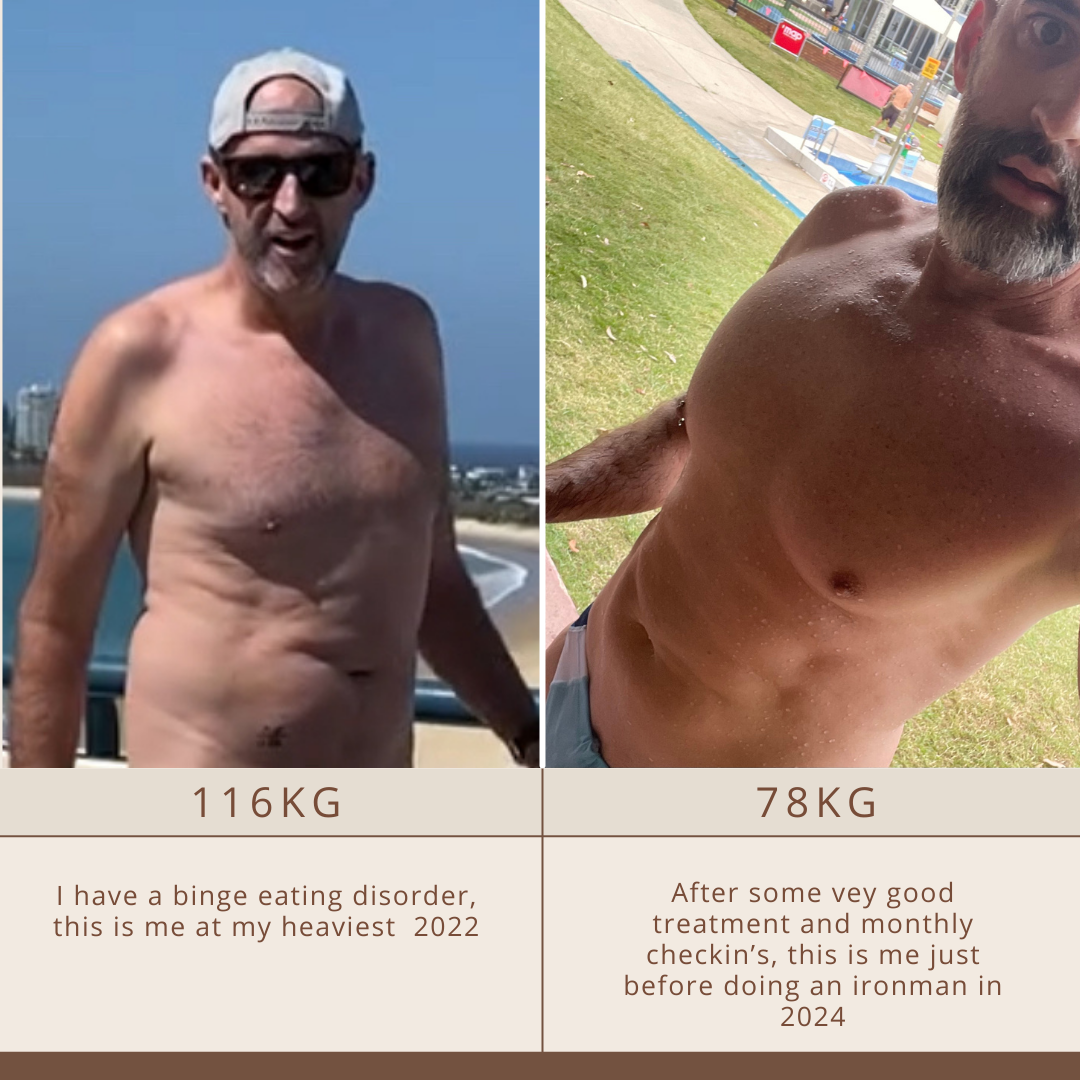 map
116KG
78KG
I have a binge eating disorder,
this is me at my heaviest  2022
After some vey good
treatment and monthly
checkin’s, this is me just
before doing an ironman in
2024